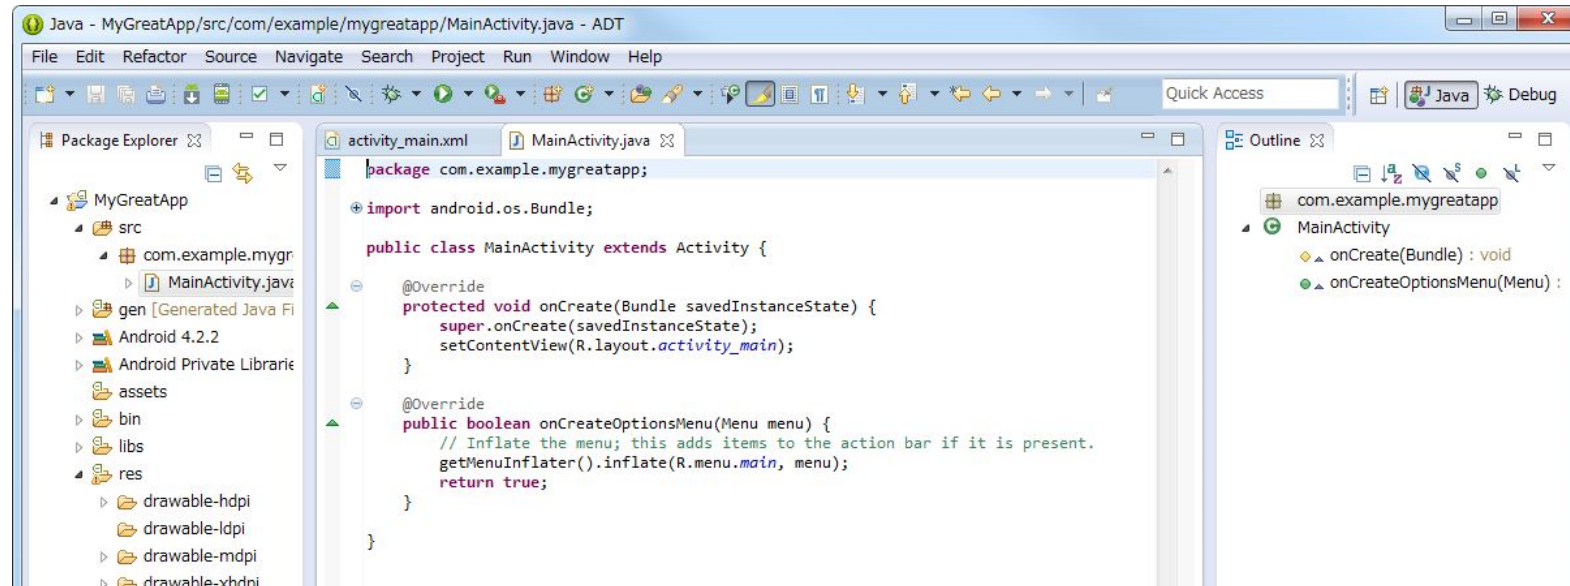 Java - MyGreatApp/src/com/example/mygreatapp/MainActivity.java - ADT
File Edit Refactor Source Navigate Search Project Run Window Help
Quick Access
Java
Debug
Package Explorer
MyGreatApp
src
com.example.mygr
MainActivity.java
gen [Generated Java Fi
Android 4.2.2
Android Private Librarie
assets
bin
libs
res
drawable-hdpi
drawable-ldpi
drawable-mdpi
drawable-xhdpi
activity_main.xml
MainActivity.java
package com.example.mygreatapp;
import android.os.Bundle;
public class MainActivity extends Activity {
@Override
protected void onCreate(Bundle savedInstanceState) {
super.onCreate(savedInstanceState);
setContentView(R.layout.activity_main);
}
@Override
public boolean onCreateOptionsMenu(Menu menu) {
// Inflate the menu; this adds items to the action bar if it is present.
getMenuInflater().inflate(R.menu.main, menu);
return true;
}
}
Outline
com.example.mygreatapp
MainActivity
onCreate(Bundle) : void
onCreateOptionsMenu(Menu) :